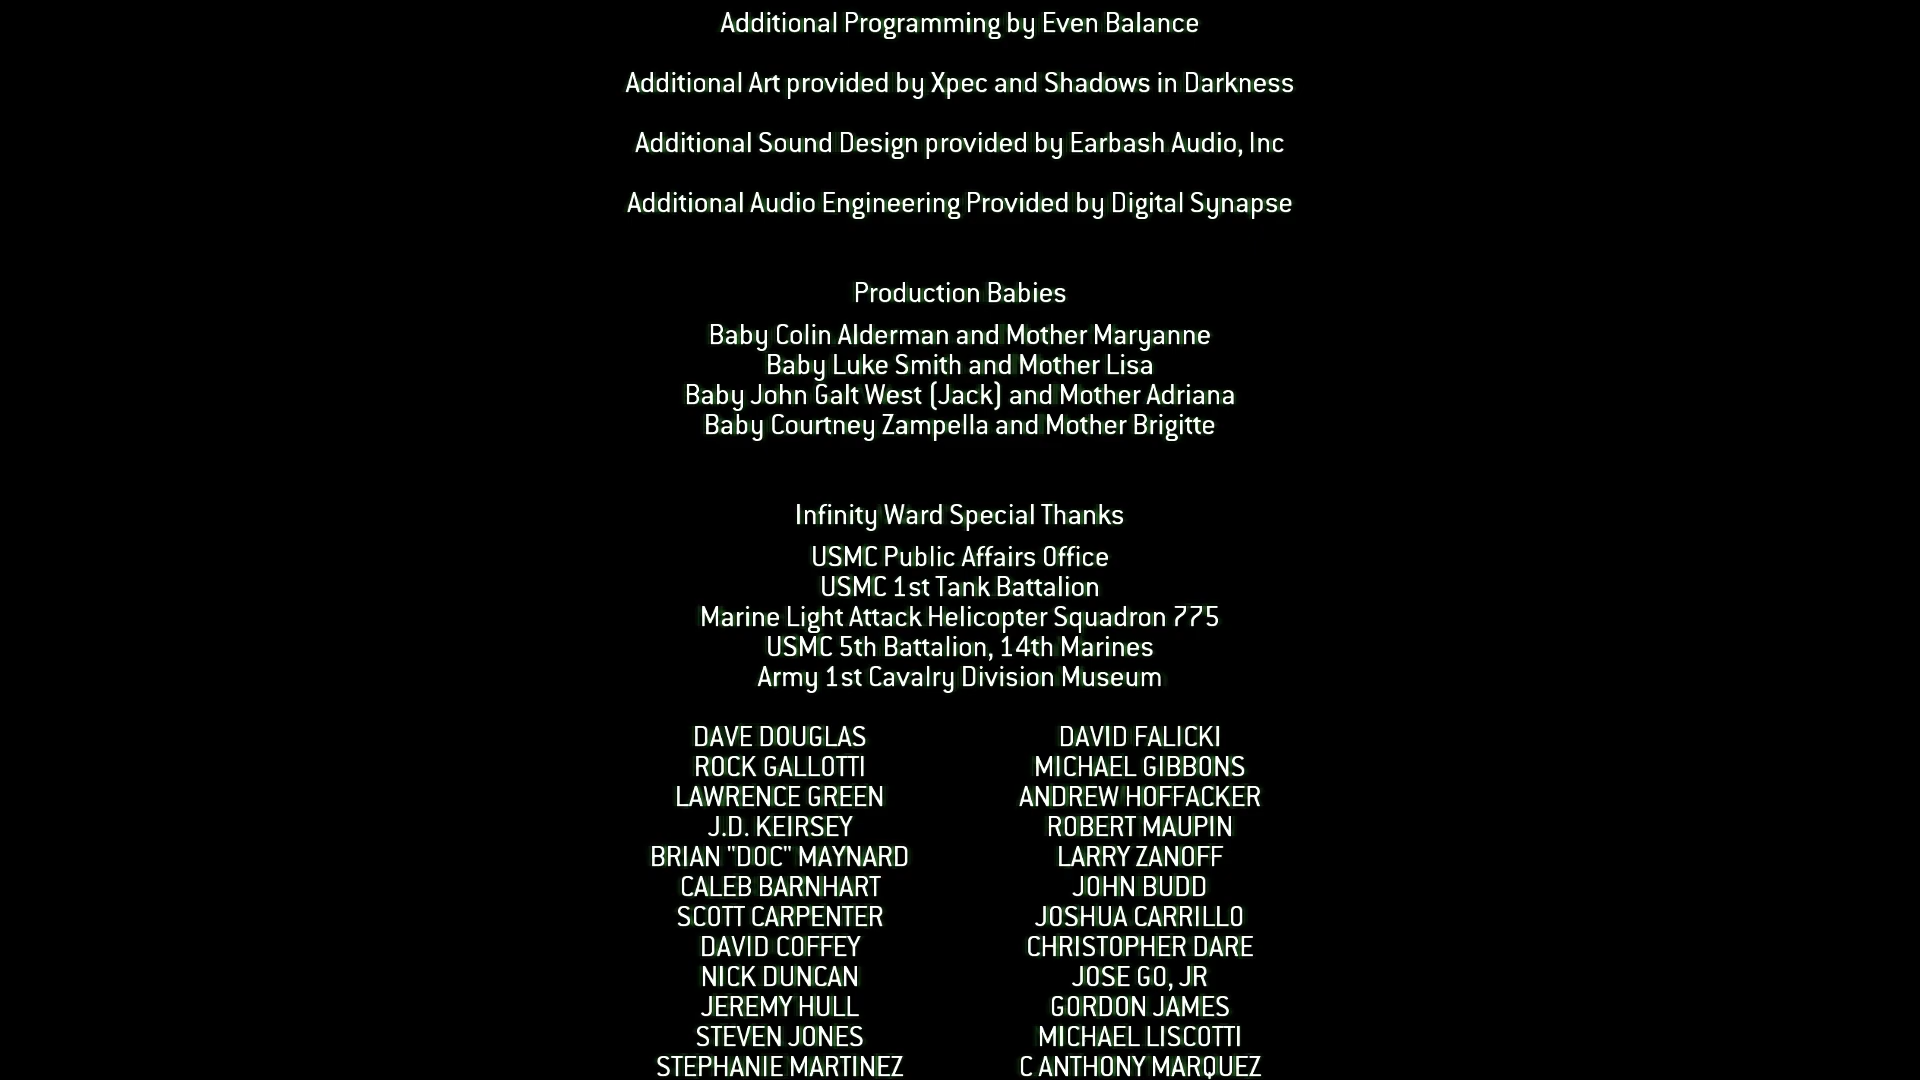 Additional Programming by Even Balance
Additional Art provided by Xpec and Shadows in Darkness
Additional Sound Design provided by Earbash Audio, Inc
Additional Audio Engineering Provided by Digital Synapse
Production Babies
Baby Colin Alderman and Mother Maryanne
Baby Luke Smith and Mother Lisa
Baby John Galt West (Jack) and Mother Adriana
Baby Courtney Zampella and Mother Brigitte
Infinity Ward Special Thanks
USMC Public Affairs Office
USMC 1st Tank Battalion
Marine Light Attack Helicopter Squadron 775
USMC 5th Battalion, 14th Marines
Army 1st Cavalry Division Museum
DAVE DOUGLAS DAVID FALICKI
ROCK GALLOTTI MICHAEL GIBBONS
LAWRENCE GREEN ANDREW HOFFACKER
J.D. KEIRSEY ROBERT MAUPIN
BRIAN "DOC" MAYNARD LARRY ZANOFF
CALEB BARNHART JOHN BUDD
SCOTT CARPENTER JOSHUA CARRILLO
DAVID COFFEY CHRISTOPHER DARE
NICK DUNCAN JOSE GO, JR
JEREMY HULL GORDON JAMES
STEVEN JONES MICHAEL LISCOTTI
STEPHANIE MARTINEZ C ANTHONY MARQUEZ